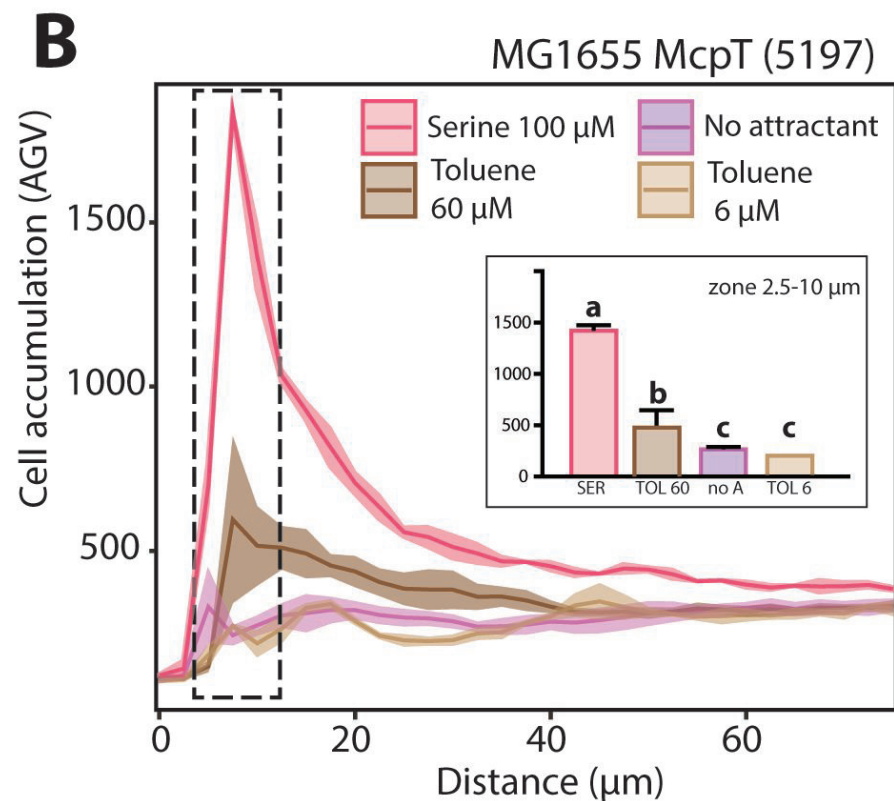 B
MG1655 McpT (5197)
Cell accumulation (AGV)
1500
1000
500
Serine 100 µM
No attractant
Toluene
60 µM
Toluene
6 µM
zone 2.5-10 µm
1500
1000
500
0
a
b
c
c
SER
TOL 60
no A
TOL 6
0
20
40
60
Distance (µm)